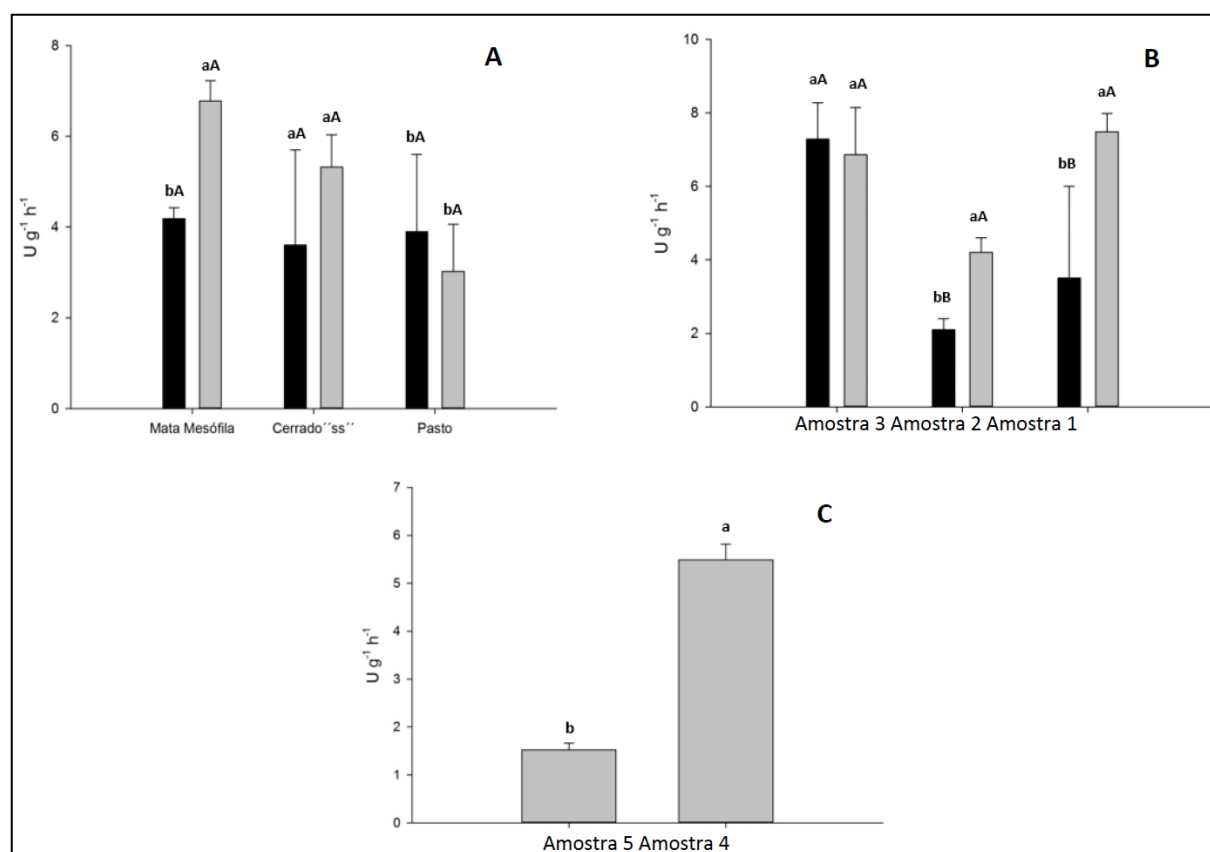 A
8
6
4
2
0
U g⁻¹ h⁻¹
bA
aA
aA
aA
bA
bA
Mata Mesófila Cerrado´´ss´´ Pasto
B
10
8
6
4
2
0
U g⁻¹ h⁻¹
aA
aA
bB
aA
bB
aA
Amostra 3 Amostra 2 Amostra 1
C
7
6
5
4
3
2
1
0
U g⁻¹ h⁻¹
b
a
Amostra 5 Amostra 4